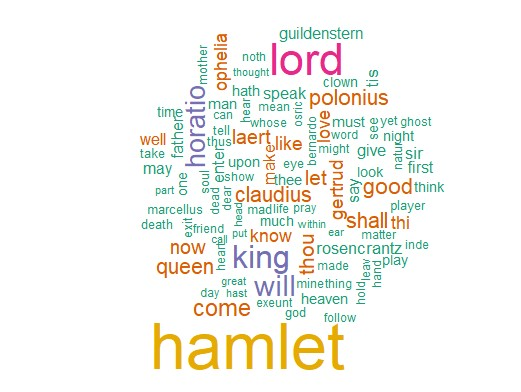 guildenstern
noth
thought
lord
mother
ophelia
clown
tis
hath
speak
polonius
horatio
man
hear
mean
osric
time
can
whose
love
must
see
yet
ghost
father
tell
thus
laert
like
bernardo
word
night
well
enter
might
natur
take
upon
make
eye
give
sir
may
one
show
thee
let
gertrud
say
look
first
soul
dead
dear
claudius
good
think
part
marcellus
head
mad
life
pray
player
death
exit
friend
much
within
shall
thi
call
put
know
thou
ear
matter
now
heart
king
rosencrantz
inde
queen
great
will
made
leav
hand
play
day
hast
mine
thing
hold
come
exeunt
heaven
god
follow
hamlet